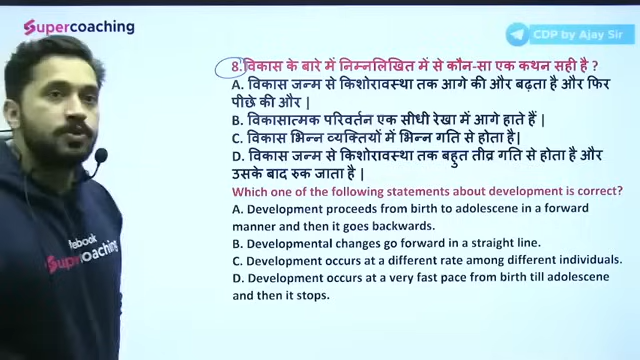 Supercoaching
CDP by Ajay Sir
8.विकास के बारे में निम्नलिखित में से कौन-सा एक कथन सही है ?
A. विकास जन्म से किशोरावस्था तक आगे की और बढ़ता है और फिर
पीछे की और |
B. विकासात्मक परिवर्तन एक सीधी रेखा में आगे हाते हैं |
C. विकास भिन्न व्यक्तियों में भिन्न गति से होता है|
D. विकास जन्म से किशोरावस्था तक बहुत तीव्र गति से होता है और
उसके बाद रुक जाता है |
Which one of the following statements about development is correct?
A. Development proceeds from birth to adolescene in a forward
manner and then it goes backwards.
B. Developmental changes go forward in a straight line.
C. Development occurs at a different rate among different individuals.
D. Development occurs at a very fast pace from birth till adolescene
and then it stops.
Supercoaching